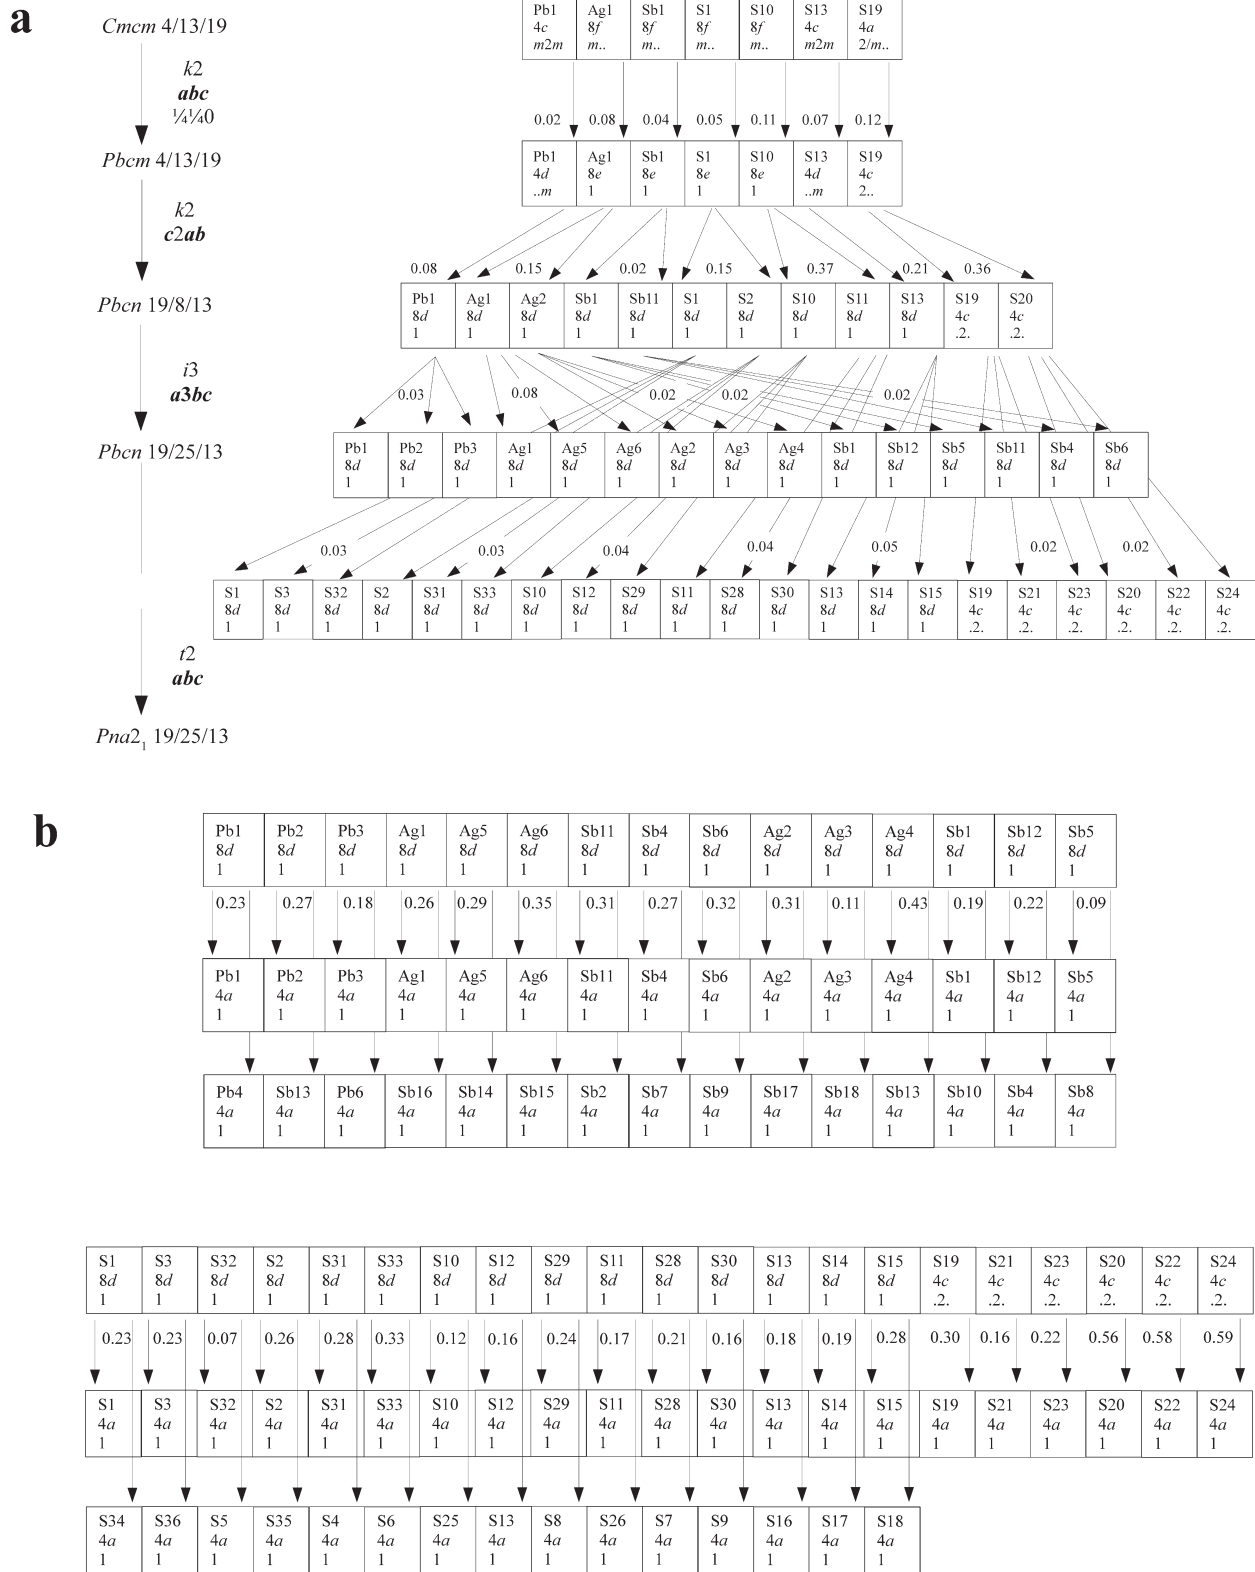 a
Cmcm 4/13/19
k2
abc
¼¼0
Pbcm 4/13/19
k2
c2ab
Pbcn 19/8/13
i3
a3bc
Pbcn 19/25/13
t2
abc
Pna2₁ 19/25/13
Pb1 Ag1 Sb1 S1 S10 S13 S19
4c 8f 8f 8f 8f 4c 4a
m2m m.. m.. m.. m.. m2m 2/m..
0.02 0.08 0.04 0.05 0.11 0.07 0.12
Pb1 Ag1 Sb1 S1 S10 S13 S19
4d 8e 8e 8e 8e 4d 4c
..m 1 1 1 1 ..m 2..
0.08 0.15 0.02 0.15 0.37 0.21 0.36
Pb1 Ag1 Ag2 Sb1 Sb11 S1 S2 S10 S11 S13 S19 S20
8d 8d 8d 8d 8d 8d 8d 8d 8d 8d 4c 4c
1 1 1 1 1 1 1 1 1 1 .2. .2.
0.03 0.08 0.02 0.02 0.02
Pb1 Pb2 Pb3 Ag1 Ag5 Ag6 Ag2 Ag3 Ag4 Sb1 Sb12 Sb5 Sb11 Sb4 Sb6
8d 8d 8d 8d 8d 8d 8d 8d 8d 8d 8d 8d 8d 8d 8d
1 1 1 1 1 1 1 1 1 1 1 1 1 1 1
0.03 0.03 0.04 0.04 0.05 0.02 0.02
S1 S3 S32 S2 S31 S33 S10 S12 S29 S11 S28 S30 S13 S14 S15 S19 S21 S23 S20 S22 S24
8d 8d 8d 8d 8d 8d 8d 8d 8d 8d 8d 8d 8d 8d 8d 4c 4c 4c 4c 4c 4c
1 1 1 1 1 1 1 1 1 1 1 1 1 1 1 .2. .2. .2. .2. .2. .2.
b
Pb1 Pb2 Pb3 Ag1 Ag5 Ag6 Sb11 Sb4 Sb6 Ag2 Ag3 Ag4 Sb1 Sb12 Sb5
8d 8d 8d 8d 8d 8d 8d 8d 8d 8d 8d 8d 8d 8d 8d
1 1 1 1 1 1 1 1 1 1 1 1 1 1 1
0.23 0.27 0.18 0.26 0.29 0.35 0.31 0.27 0.32 0.31 0.11 0.43 0.19 0.22 0.09
Pb1 Pb2 Pb3 Ag1 Ag5 Ag6 Sb11 Sb4 Sb6 Ag2 Ag3 Ag4 Sb1 Sb12 Sb5
4a 4a 4a 4a 4a 4a 4a 4a 4a 4a 4a 4a 4a 4a 4a
1 1 1 1 1 1 1 1 1 1 1 1 1 1 1
Pb4 Sb13 Pb6 Sb16 Sb14 Sb15 Sb2 Sb7 Sb9 Sb17 Sb18 Sb13 Sb10 Sb4 Sb8
4a 4a 4a 4a 4a 4a 4a 4a 4a 4a 4a 4a 4a 4a 4a
1 1 1 1 1 1 1 1 1 1 1 1 1 1 1
S1 S3 S32 S2 S31 S33 S10 S12 S29 S11 S28 S30 S13 S14 S15 S19 S21 S23 S20 S22 S24
8d 8d 8d 8d 8d 8d 8d 8d 8d 8d 8d 8d 8d 8d 8d 4c 4c 4c 4c 4c 4c
1 1 1 1 1 1 1 1 1 1 1 1 1 1 1 .2. .2. .2. .2. .2. .2.
0.23 0.23 0.07 0.26 0.28 0.33 0.12 0.16 0.24 0.17 0.21 0.16 0.18 0.19 0.28 0.30 0.16 0.22 0.56 0.58 0.59
S1 S3 S32 S2 S31 S33 S10 S12 S29 S11 S28 S30 S13 S14 S15 S19 S21 S23 S20 S22 S24
4a 4a 4a 4a 4a 4a 4a 4a 4a 4a 4a 4a 4a 4a 4a 4a 4a 4a 4a 4a 4a
1 1 1 1 1 1 1 1 1 1 1 1 1 1 1 1 1 1 1 1 1
S34 S36 S5 S35 S4 S6 S25 S13 S8 S26 S7 S9 S16 S17 S18
4a 4a 4a 4a 4a 4a 4a 4a 4a 4a 4a 4a 4a 4a 4a
1 1 1 1 1 1 1 1 1 1 1 1 1 1 1